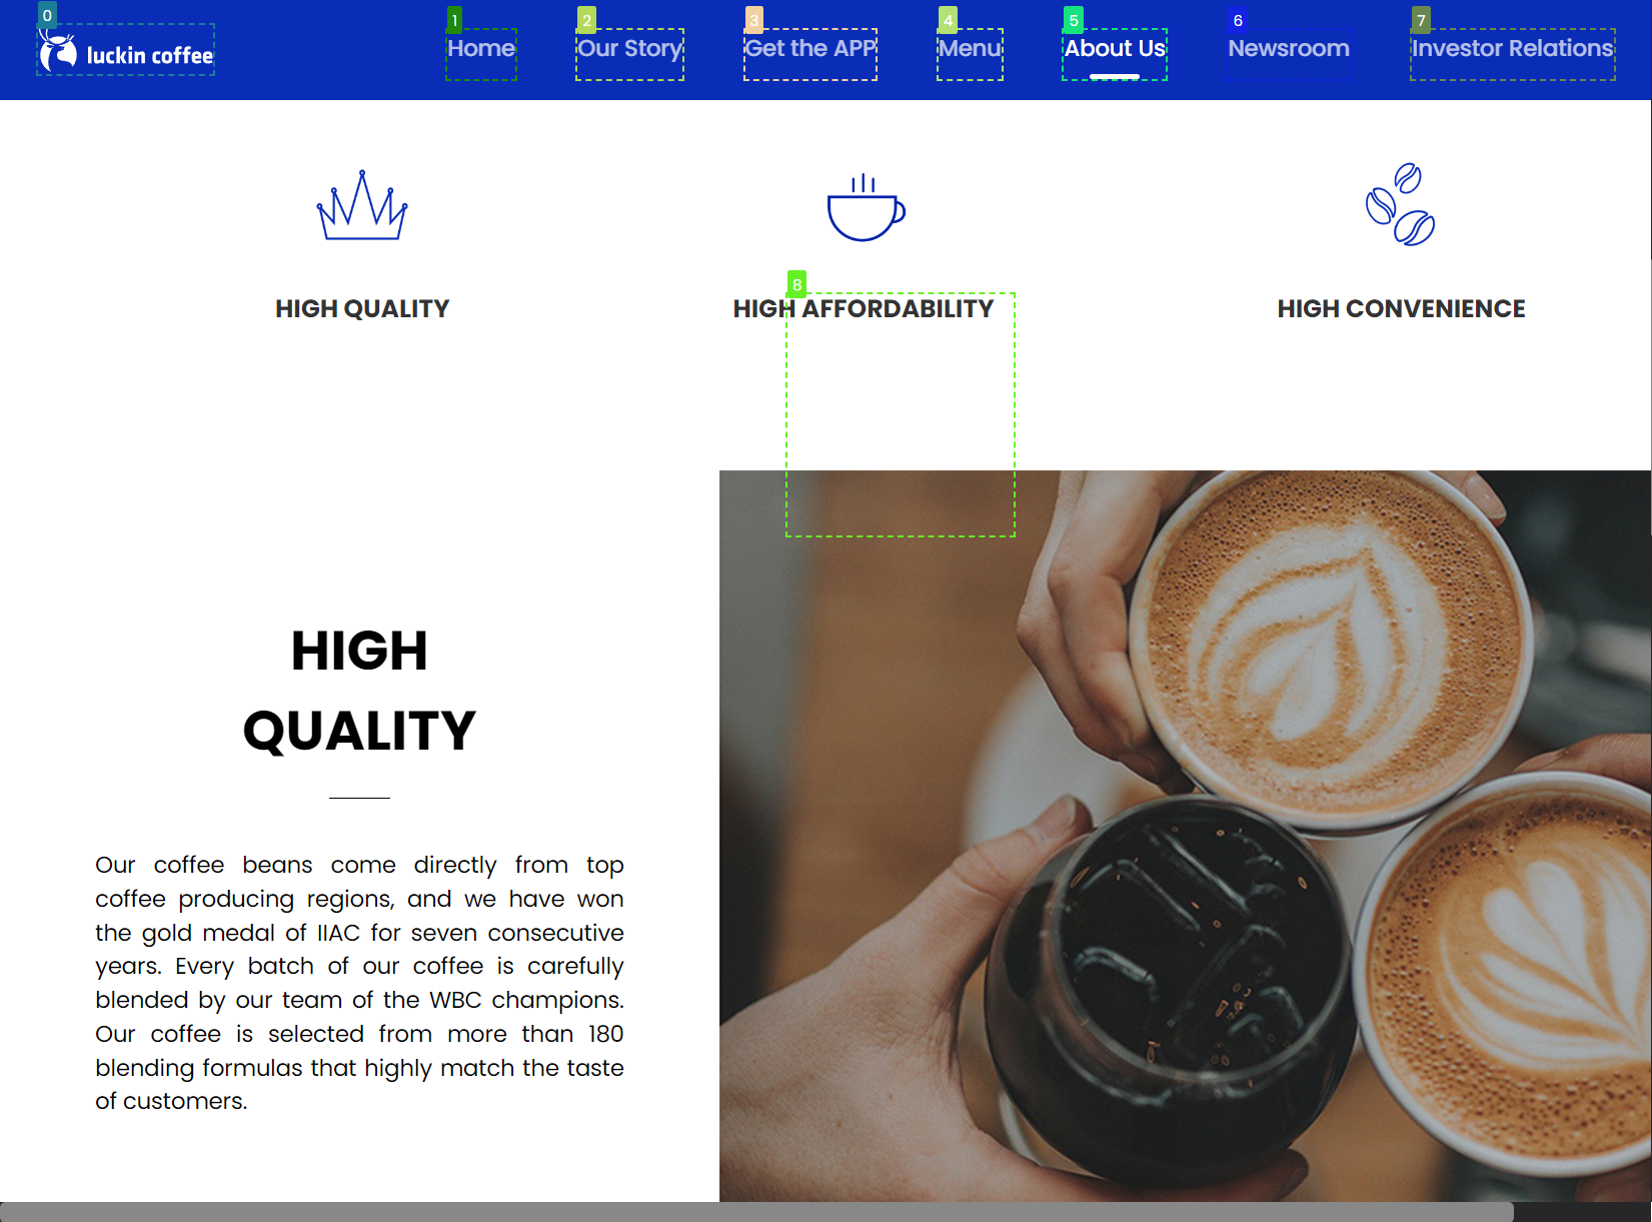 0
1
2
3
4
5
6
7
luckin coffee
Home
Our Story
Get the APP
Menu
About Us
Newsroom
Investor Relations
8
HIGH QUALITY
HIGH AFFORDABILITY
HIGH CONVENIENCE
HIGH
QUALITY
Our coffee beans come directly from top
coffee producing regions, and we have won
the gold medal of IIAC for seven consecutive
years. Every batch of our coffee is carefully
blended by our team of the WBC champions.
Our coffee is selected from more than 180
blending formulas that highly match the taste
of customers.